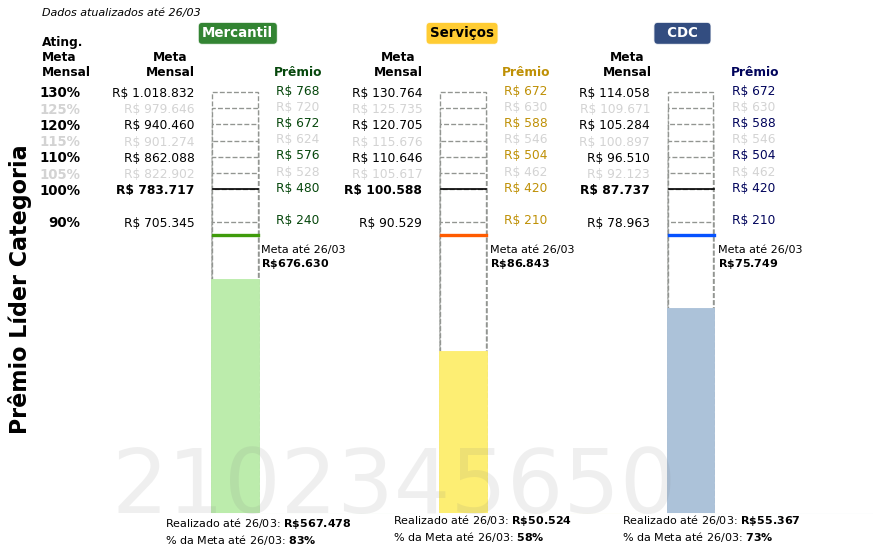 Dados atualizados até 26/03
Mercantil Serviços CDC
Ating.
Meta Meta Meta Meta
Mensal Mensal Prêmio Mensal Prêmio Mensal Prêmio
130% R$ 1.018.832 R$ 768 R$ 130.764 R$ 672 R$ 114.058 R$ 672
125% R$ 979.646 R$ 720 R$ 125.735 R$ 630 R$ 109.671 R$ 630
120% R$ 940.460 R$ 672 R$ 120.705 R$ 588 R$ 105.284 R$ 588
115% R$ 901.274 R$ 624 R$ 115.676 R$ 546 R$ 100.897 R$ 546
110% R$ 862.088 R$ 576 R$ 110.646 R$ 504 R$ 96.510 R$ 504
105% R$ 822.902 R$ 528 R$ 105.617 R$ 462 R$ 92.123 R$ 462
100% R$ 783.717 R$ 480 R$ 100.588 R$ 420 R$ 87.737 R$ 420
90% R$ 705.345 R$ 240 R$ 90.529 R$ 210 R$ 78.963 R$ 210
Meta até 26/03 Meta até 26/03 Meta até 26/03
R$676.630 R$86.843 R$75.749
Prêmio Líder Categoria
2102345650
Realizado até 26/03: R$567.478 Realizado até 26/03: R$50.524 Realizado até 26/03: R$55.367
% da Meta até 26/03: 83% % da Meta até 26/03: 58% % da Meta até 26/03: 73%